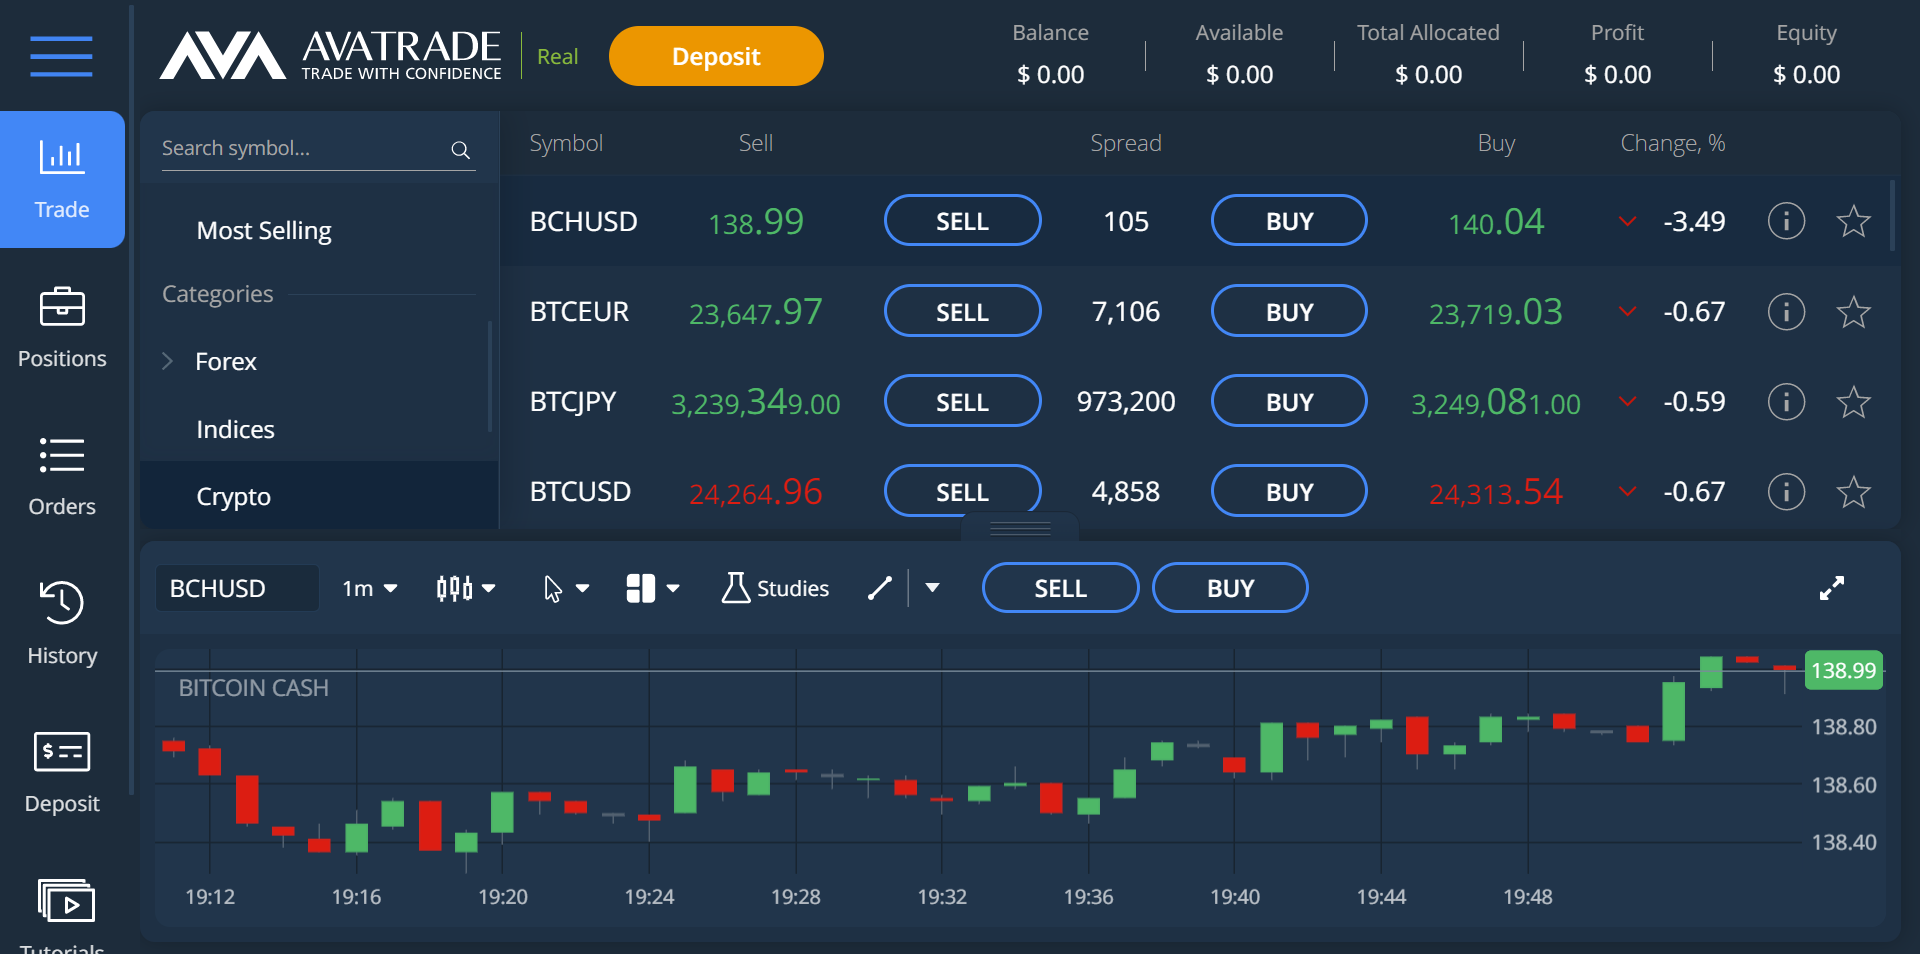 AVATRADE
TRADE WITH CONFIDENCE
Real
Deposit
Balance
$ 0.00
Available
$ 0.00
Total Allocated
$ 0.00
Profit
$ 0.00
Equity
$ 0.00
Trade
Positions
Orders
History
Deposit
Tutorials
Search symbol...
Most Selling
Categories
Forex
Indices
Crypto
Symbol Sell Spread Buy Change, %
BCHUSD 138.99 SELL 105 BUY 140.04 -3.49
BTCEUR 23,647.97 SELL 7,106 BUY 23,719.03 -0.67
BTCJPY 3,239,349.00 SELL 973,200 BUY 3,249,081.00 -0.59
BTCUSD 24,264.96 SELL 4,858 BUY 24,313.54 -0.67
BCHUSD 1m Studies SELL BUY
BITCOIN CASH
138.99
138.80
138.60
138.40
19:12 19:16 19:20 19:24 19:28 19:32 19:36 19:40 19:44 19:48